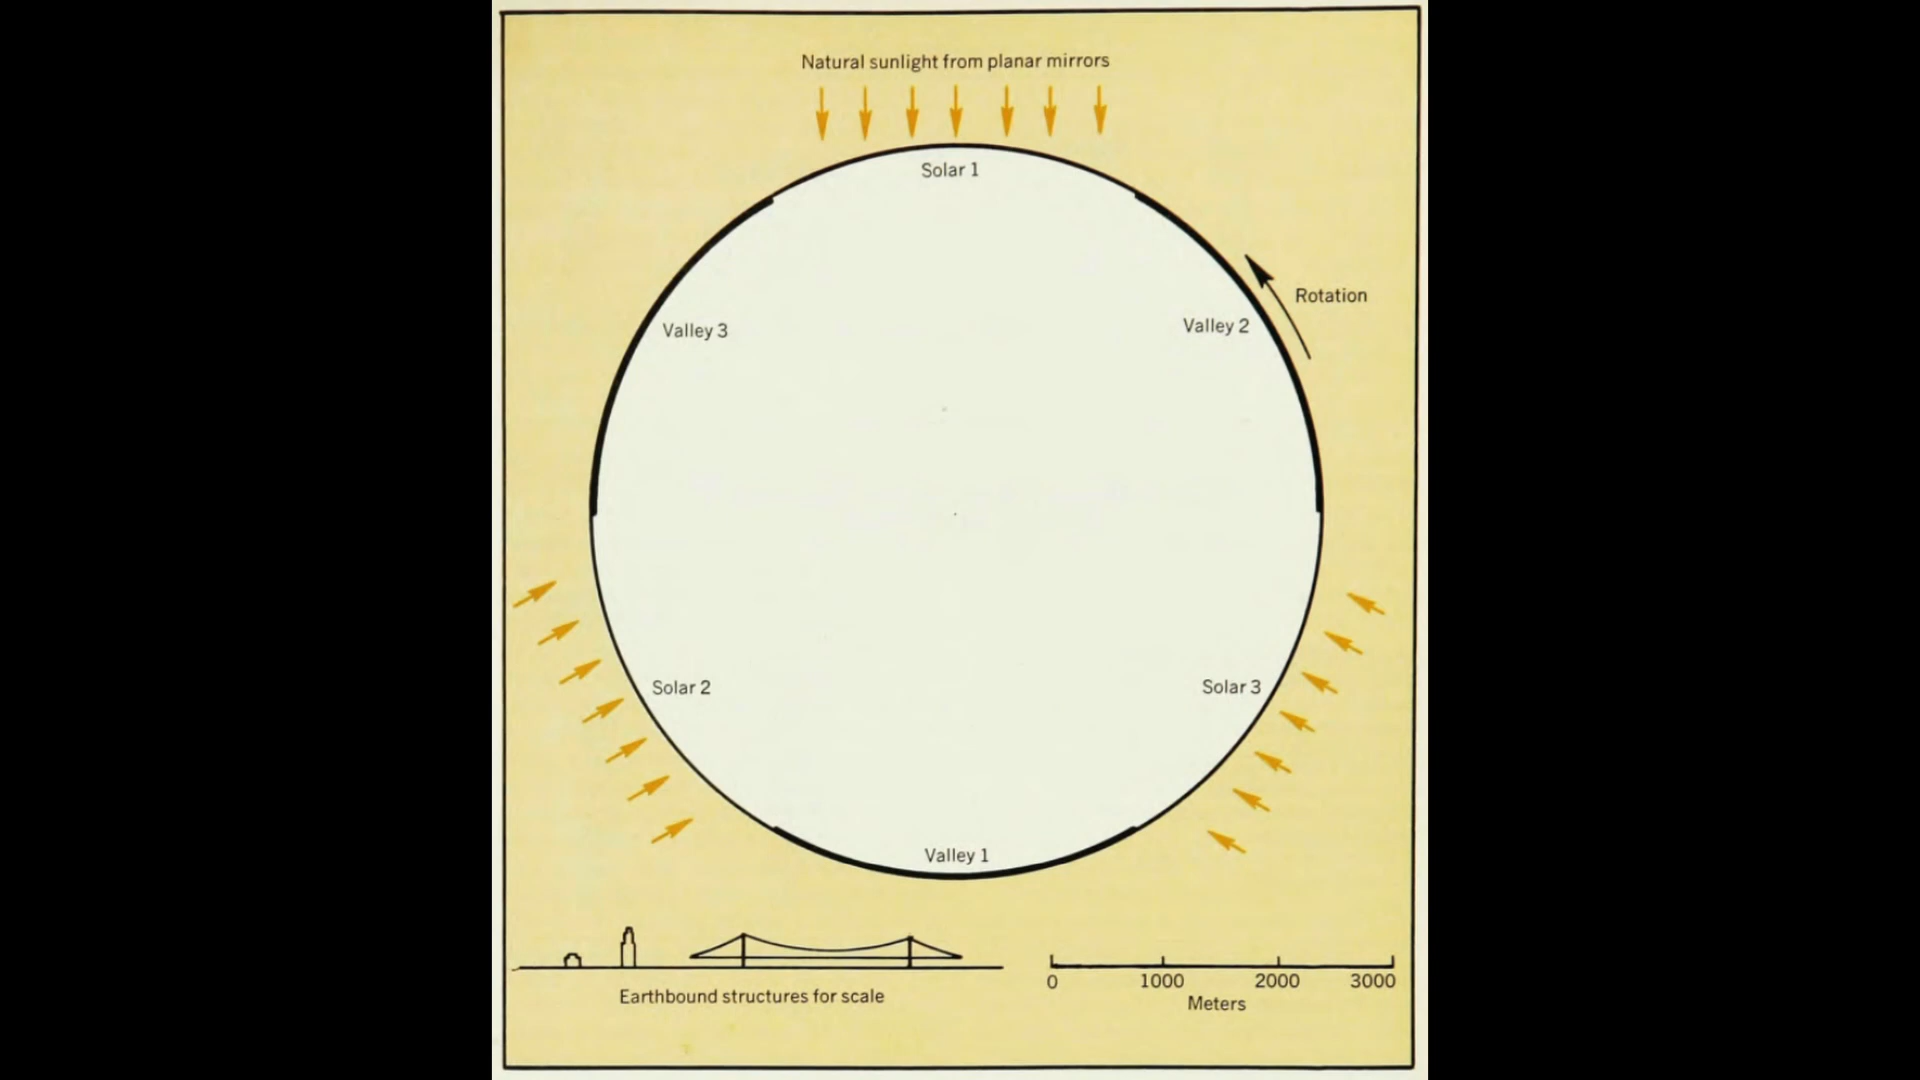 Natural sunlight from planar mirrors
Solar 1
Rotation
Valley 3
Valley 2
Solar 2
Solar 3
Valley 1
0 1000 2000 3000
Meters
Earthbound structures for scale